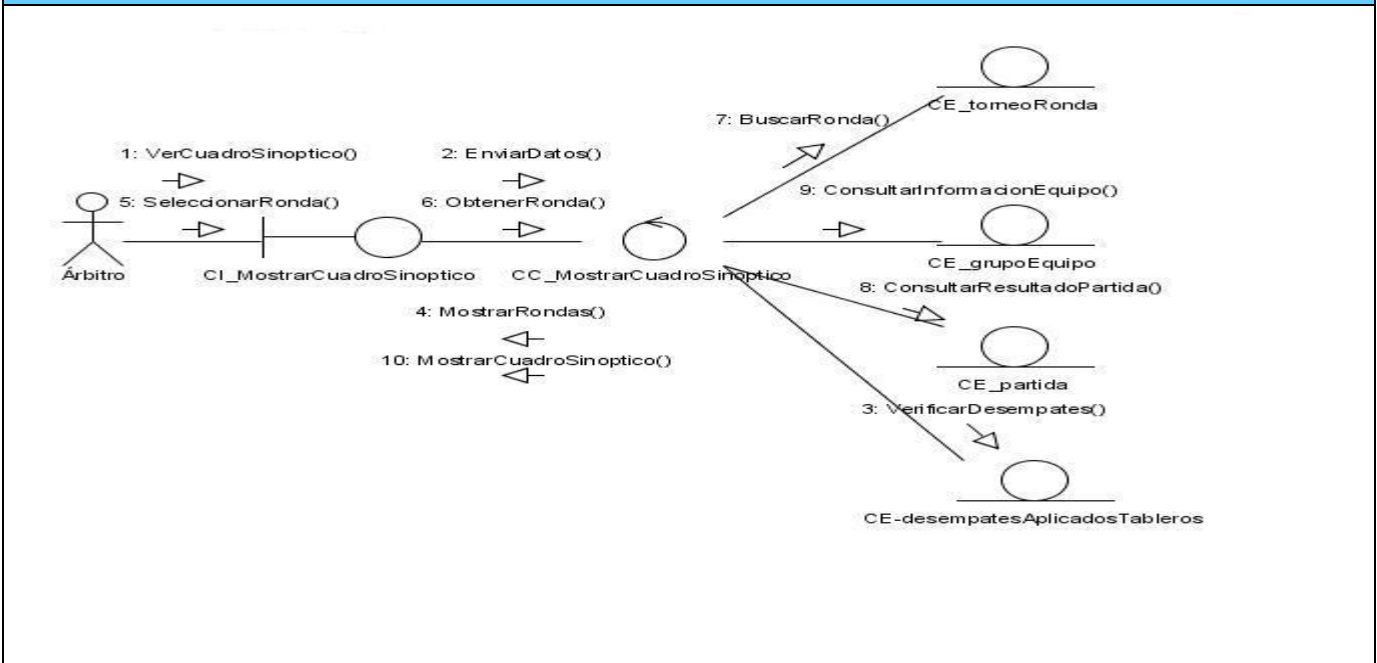 CE_torneoRonda
7: BuscarRonda()
1: VerCuadroSinoptico()
2: EnviarDatos()
9: ConsultarInformacionEquipo()
5: SeleccionarRonda()
6: ObtenerRonda()
CE_grupoEquipo
Árbitro
CI_MostrarCuadroSinoptico
CC_MostrarCuadroSinoptico
8: ConsultarResultadoPartida()
4: MostrarRondas()
10: MostrarCuadroSinoptico()
CE_partida
3: VerificarDesempates()
CE-desempatesAplicadosTableros